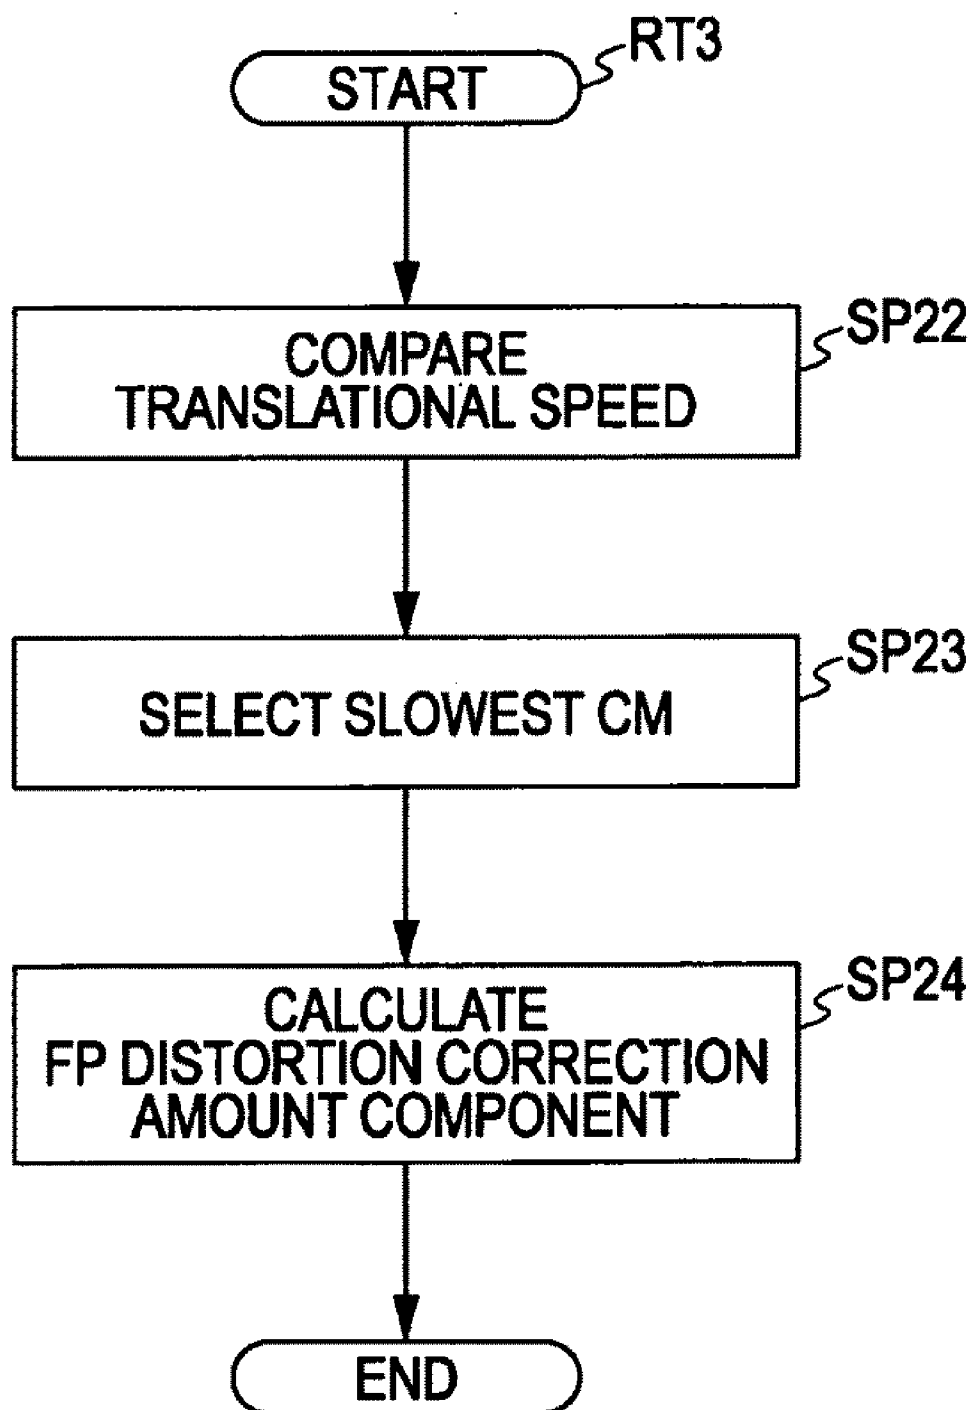 RT3
START
SP22
COMPARE
TRANSLATIONAL SPEED
SP23
SELECT SLOWEST CM
SP24
CALCULATE
FP DISTORTION CORRECTION
AMOUNT COMPONENT
END